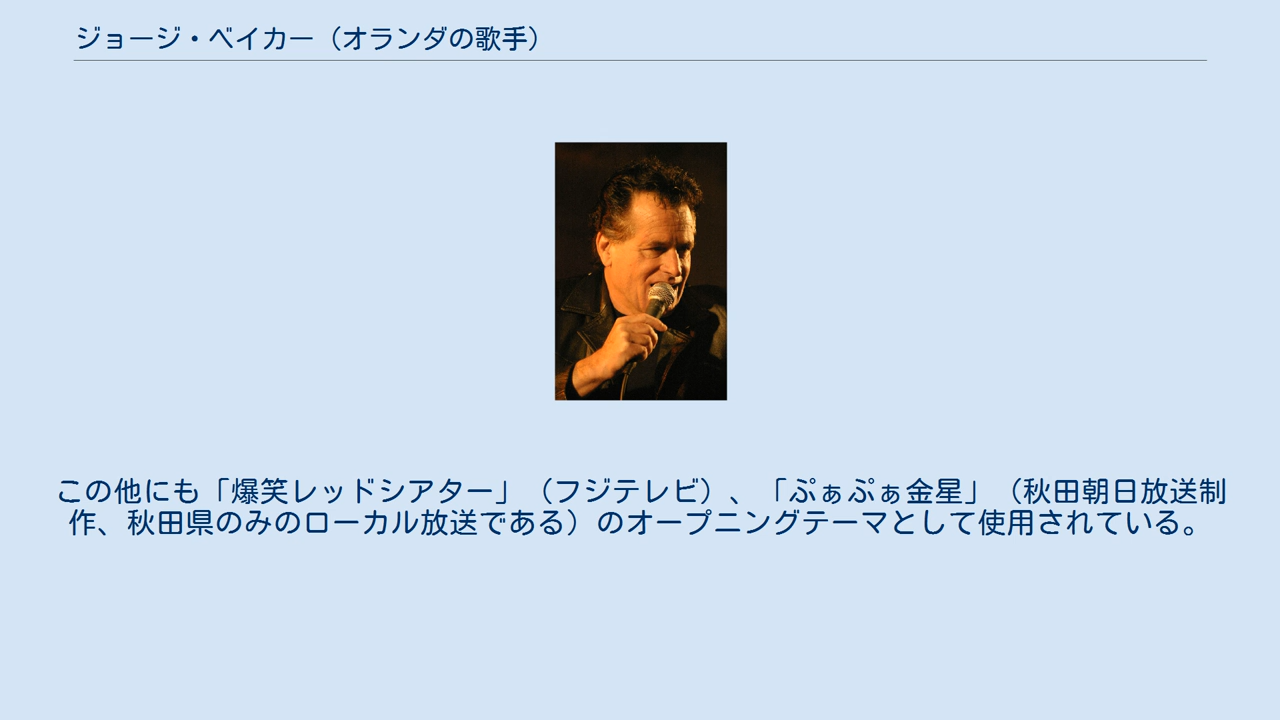 ジョージ・ベイカー（オランダの歌手）
この他にも「爆笑レッドシアター」（フジテレビ）、「ぷぁぷぁ金星」（秋田朝日放送制
作、秋田県のみのローカル放送である）のオープニングテーマとして使用されている。